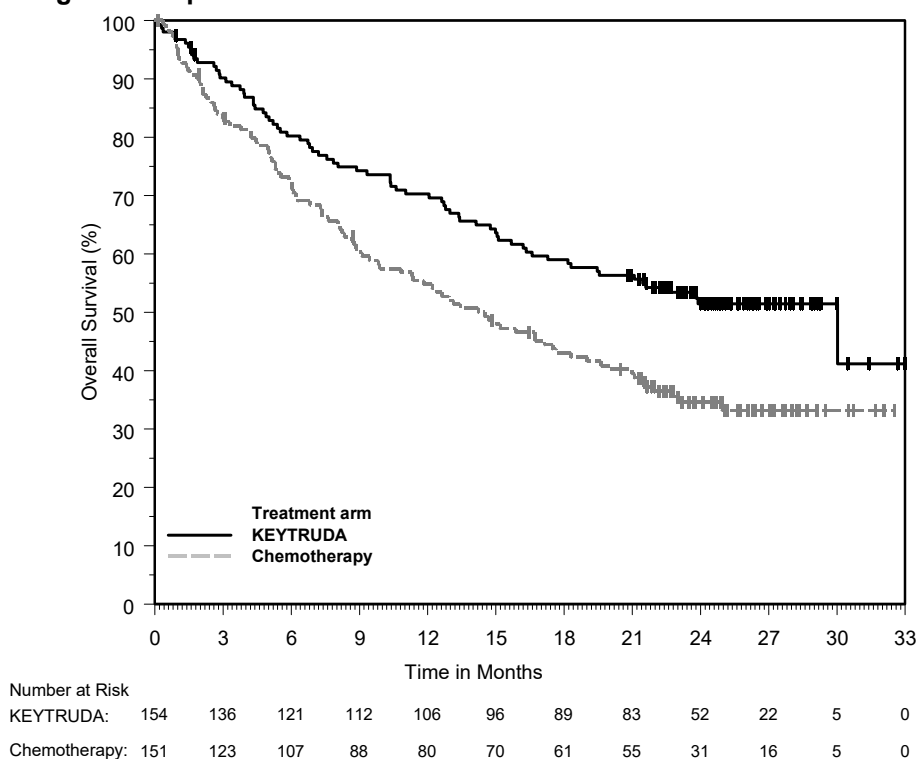 100
90
80
70
60
50
40
30
20
10
0
Overall Survival (%)
Treatment arm
KEYTRUDA
Chemotherapy
0 3 6 9 12 15 18 21 24 27 30 33
Time in Months
Number at Risk
KEYTRUDA: 154 136 121 112 106 96 89 83 52 22 5 0
Chemotherapy: 151 123 107 88 80 70 61 55 31 16 5 0